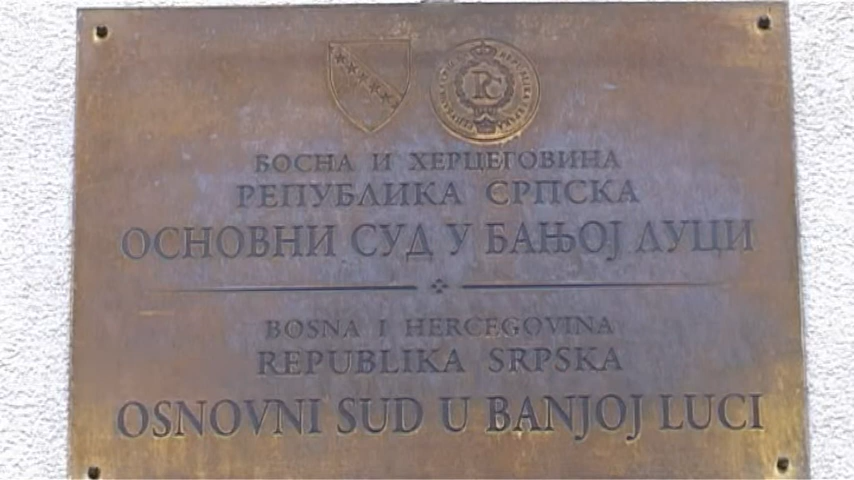 БОСНА И ХЕРЦЕГОВИНА
РЕПУБЛИКА СРПСКА
ОСНОВНИ СУД У БАЊОЈ ЛУЦИ
BOSNA I HERCEGOVINA
REPUBLIKA SRPSKA
OSNOVNI SUD U BANJOJ LUCI